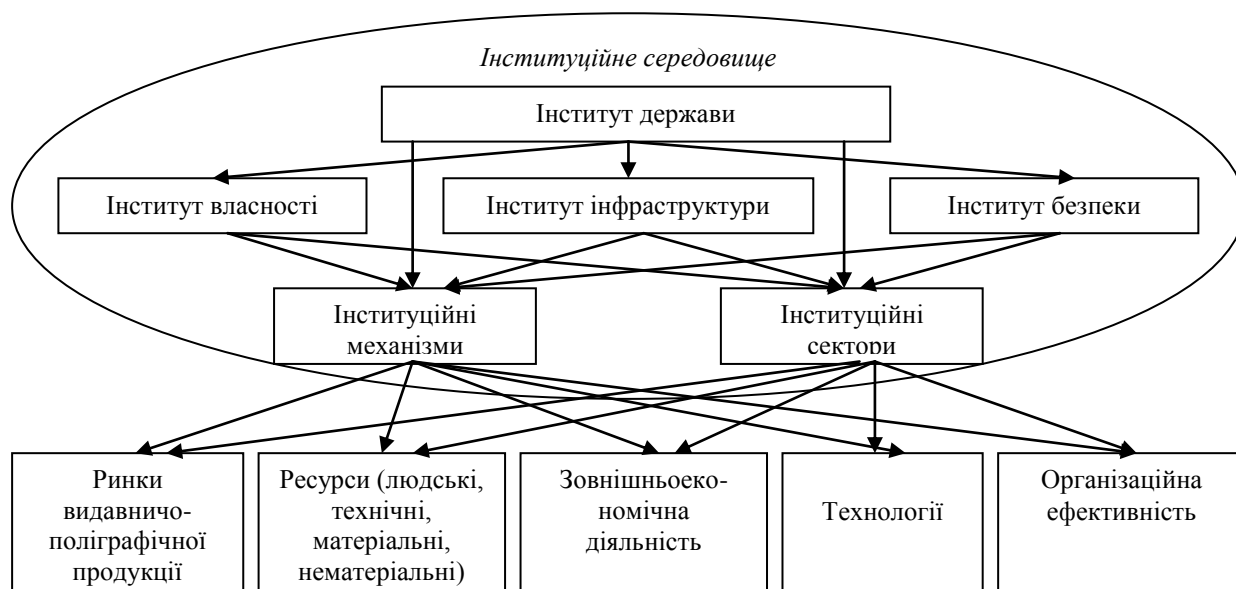 Інституційне середовище
Інститут держави
Інститут власності
Інститут інфраструктури
Інститут безпеки
Інституційні
механізми
Інституційні
сектори
Ринки
видавничо-
поліграфічної
продукції
Ресурси (людські,
технічні,
матеріальні,
нематеріальні)
Зовнішньоеко-
номічна
діяльність
Технології
Організаційна
ефективність